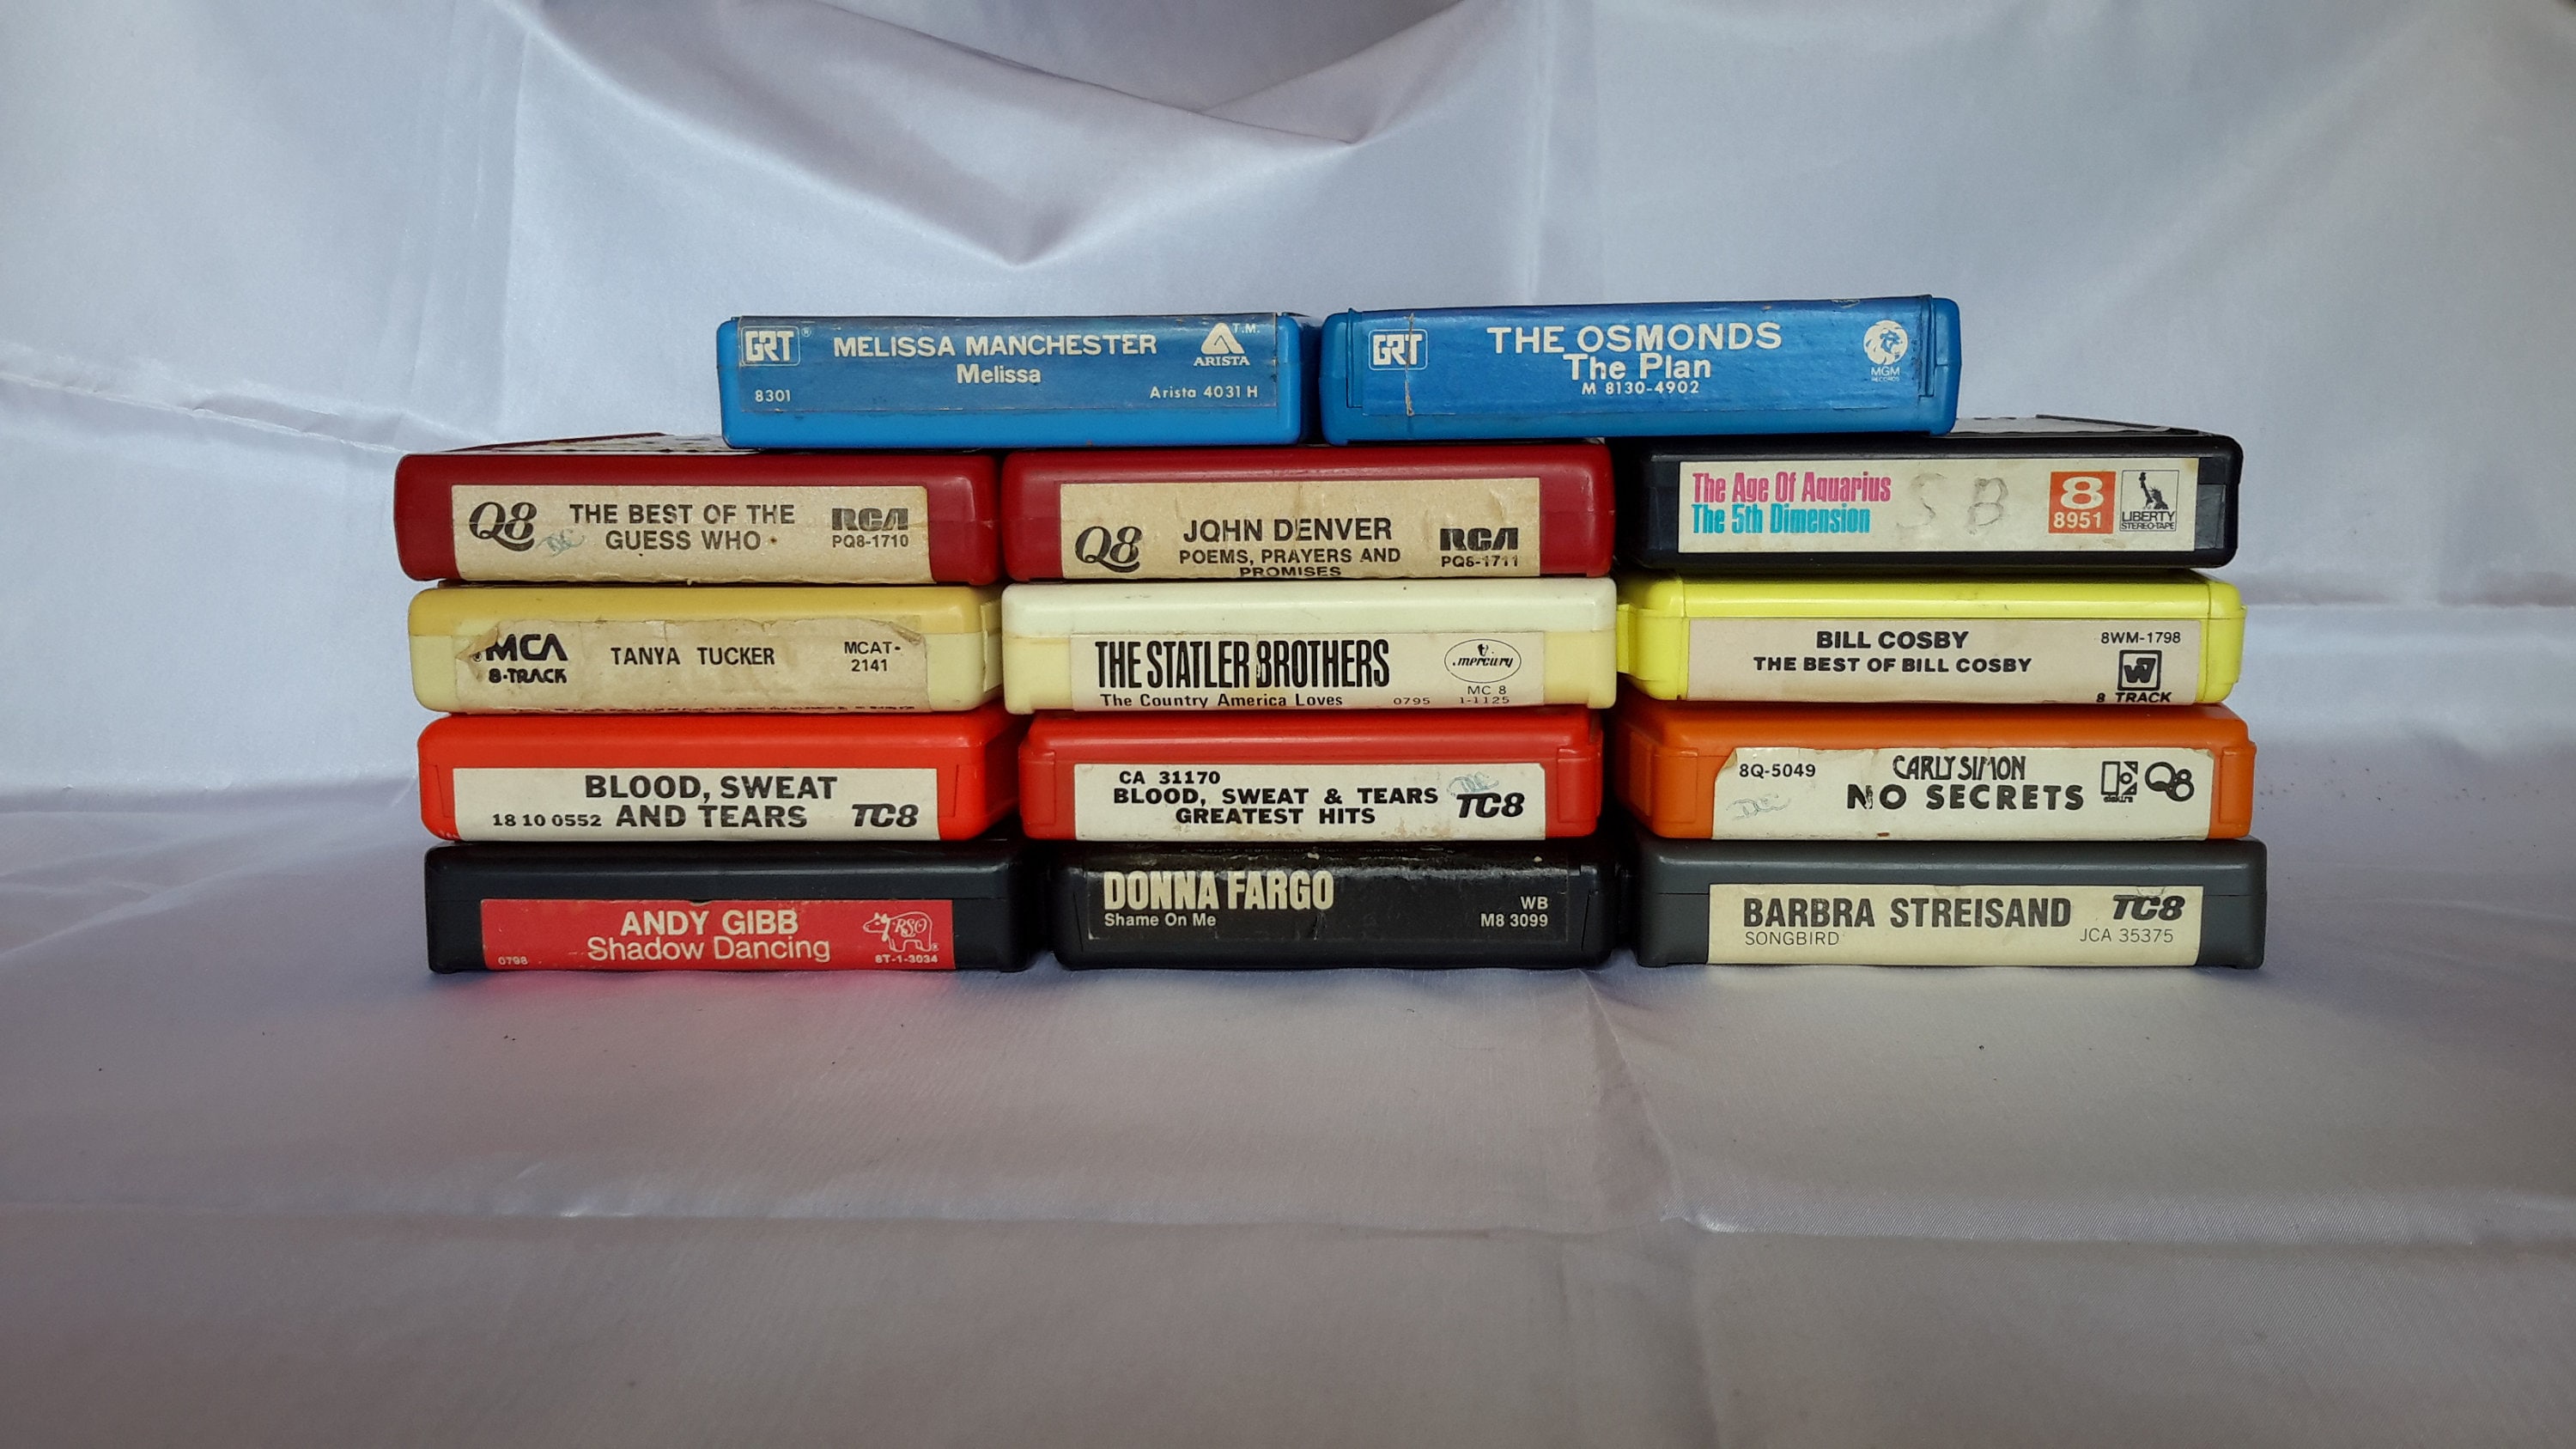 GRT ®
MELISSA MANCHESTER
Melissa
8301
T.M.
ARISTA
Arista 4031 H
GRT
THE OSMONDS
The Plan
M 8130-4902
MGM
RECORDS
Q8
THE BEST OF THE
GUESS WHO
RCA
PQ8-1710
Q8
JOHN DENVER
POEMS, PRAYERS AND
PROMISES
RCA
PQ8-1711
The Age Of Aquarius
The 5th Dimension
S B
8
8951
LIBERTY
STEREO-TAPE
MCA
8-TRACK
TANYA TUCKER
MCAT-
2141
THE STATLER BROTHERS
The Country America Loves
0795
mercury
MC 8
1-1125
BILL COSBY
THE BEST OF BILL COSBY
8WM-1798
8 TRACK
BLOOD, SWEAT
18 10 0552 AND TEARS TC8
CA 31170
BLOOD, SWEAT & TEARS
GREATEST HITS
TC8
8Q-5049
CARLY SIMON
NO SECRETS
elektra
Q8
ANDY GIBB
Shadow Dancing
0798
RSO
8T-1-3034
DONNA FARGO
Shame On Me
WB
M8 3099
BARBRA STREISAND
SONGBIRD
TC8
JCA 35375